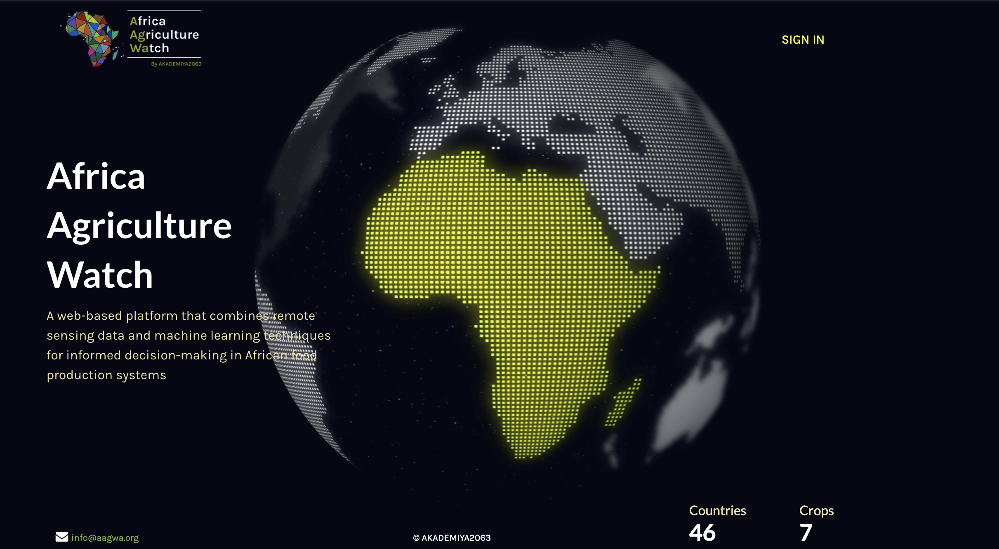 Africa
Agriculture
Watch
By AKADEMIYA2063
SIGN IN
Africa
Agriculture
Watch
A web-based platform that combines remote
sensing data and machine learning techniques
for informed decision-making in African food
production systems
Countries
46
Crops
7
info@aagwa.org
© AKADEMIYA2063